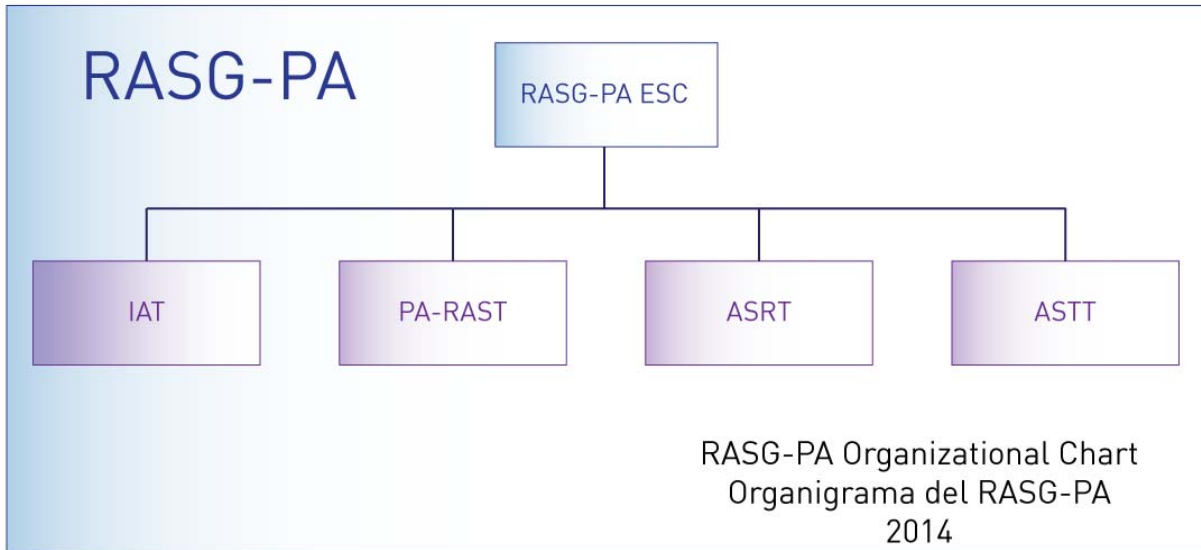 RASG-PA
RASG-PA ESC
IAT
PA-RAST
ASRT
ASTT
RASG-PA Organizational Chart
Organigrama del RASG-PA
2014